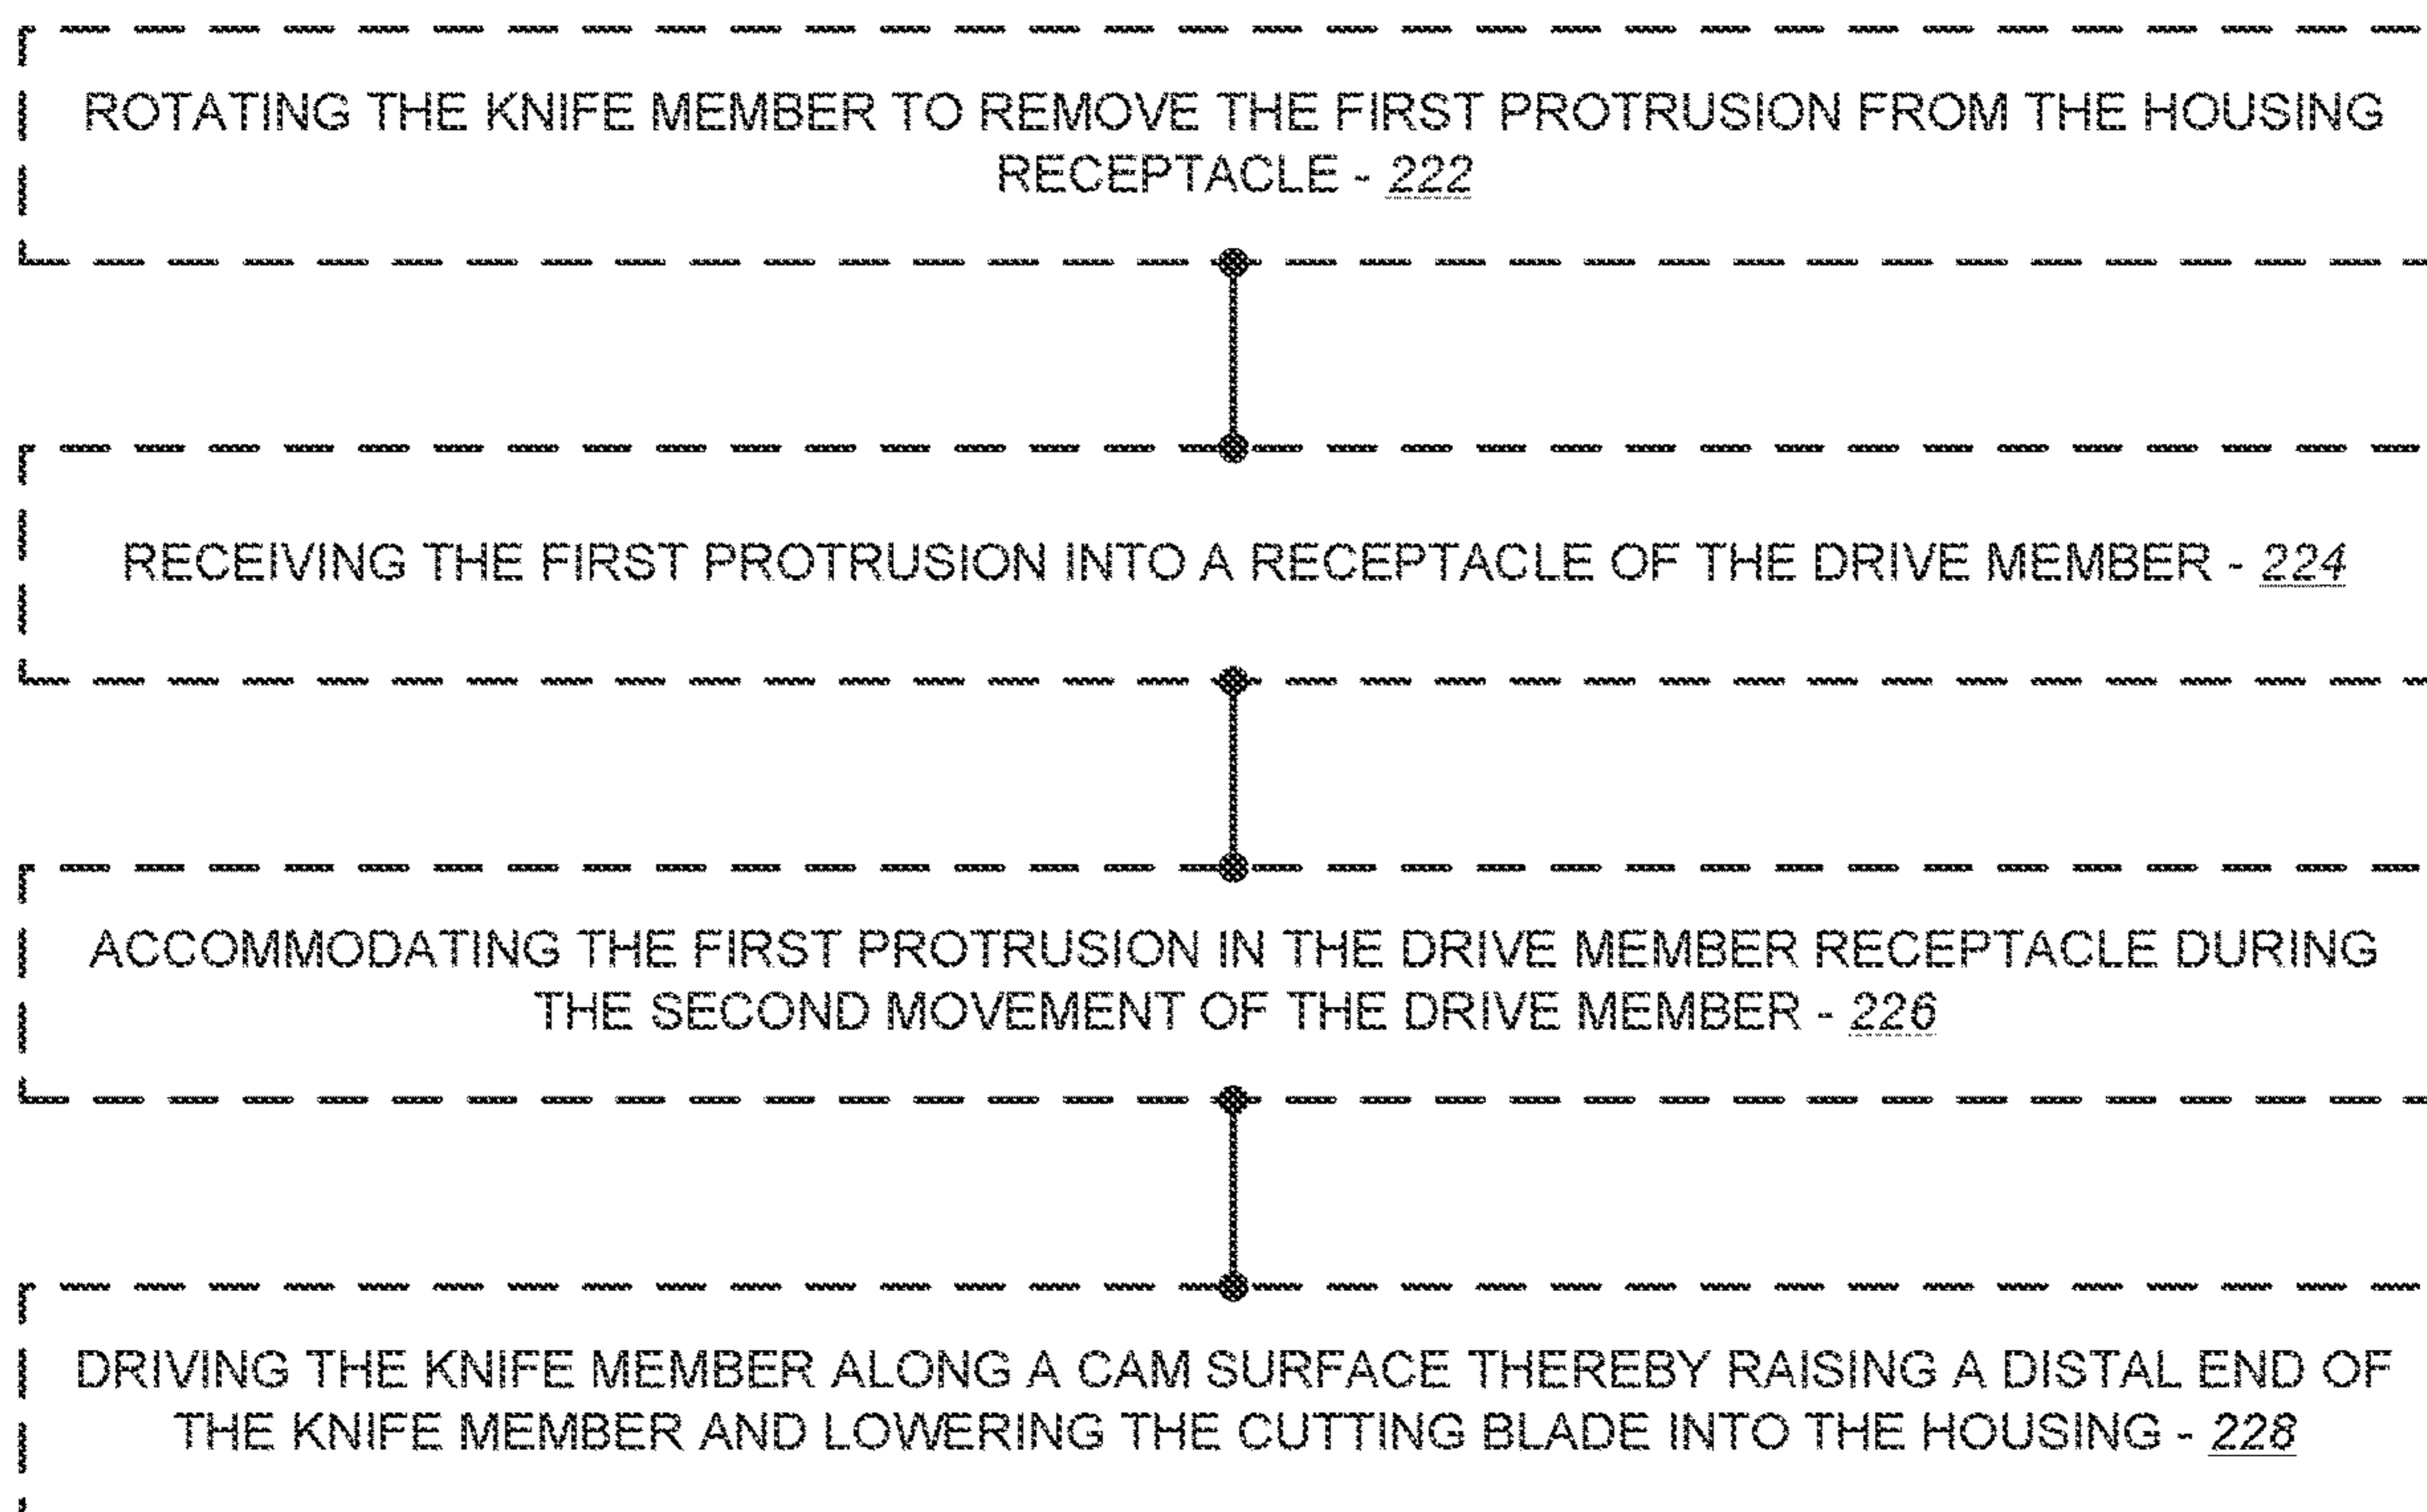 ROTATING THE KNIFE MEMBER TO REMOVE THE FIRST PROTRUSION FROM THE HOUSING
RECEPTACLE - 222
RECEIVING THE FIRST PROTRUSION INTO A RECEPTACLE OF THE DRIVE MEMBER - 224
ACCOMMODATING THE FIRST PROTRUSION IN THE DRIVE MEMBER RECEPTACLE DURING
THE SECOND MOVEMENT OF THE DRIVE MEMBER - 226
DRIVING THE KNIFE MEMBER ALONG A CAM SURFACE THEREBY RAISING A DISTAL END OF
THE KNIFE MEMBER AND LOWERING THE CUTTING BLADE INTO THE HOUSING - 228